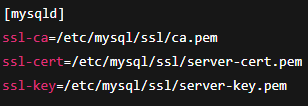 [mysqld]
ssl-ca=/etc/mysql/ssl/ca.pem
ssl-cert=/etc/mysql/ssl/server-cert.pem
ssl-key=/etc/mysql/ssl/server-key.pem